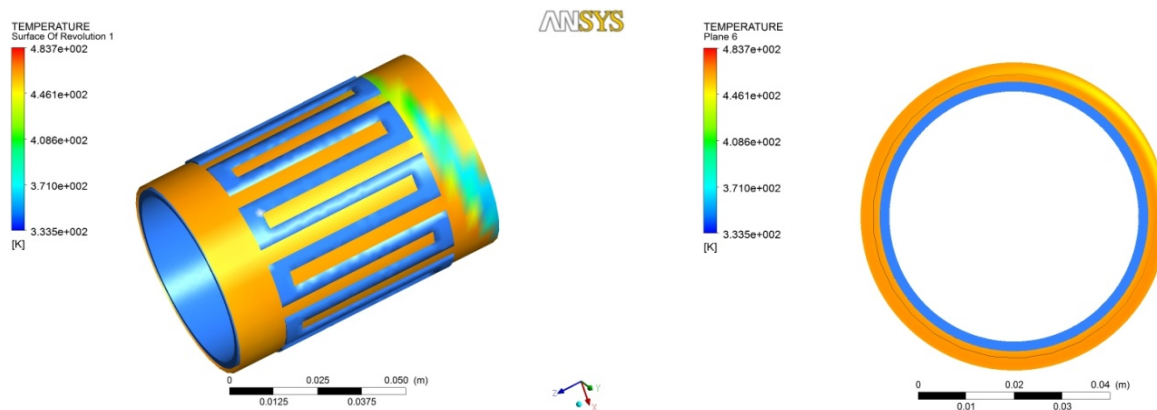 ANSYS
TEMPERATURE
Surface Of Revolution 1
4.837e+002
4.461e+002
4.086e+002
3.710e+002
3.335e+002
[K]
0 0.025 0.050 (m)
0.0125 0.0375
Z Y
X
TEMPERATURE
Plane 6
4.837e+002
4.461e+002
4.086e+002
3.710e+002
3.335e+002
[K]
0 0.02 0.04 (m)
0.01 0.03